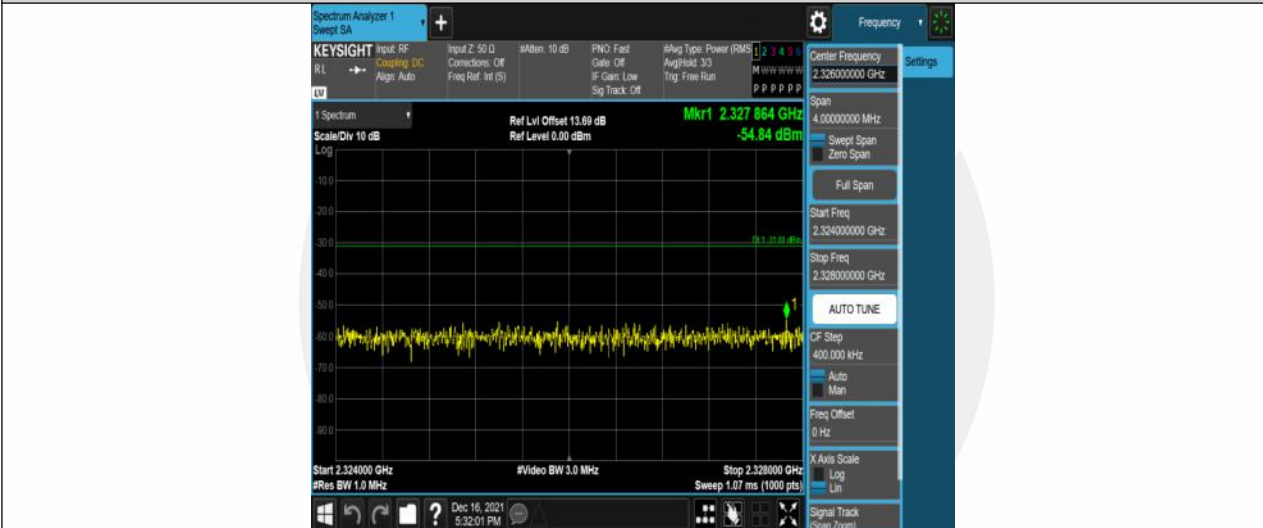 Spectrum Analyzer 1
Swept SA
+
Frequency
KEYSIGHT
RL
Input: RF
Coupling: DC
Align: Auto
Input Z: 50 Ω
Corrections: Off
Freq Ref: Int (S)
#Atten: 10 dB
PNO: Fast
Gate: Off
IF Gain: Low
Sig Track: Off
#Avg Type: Power (RMS
Avg|Hold: 3/3
Trig: Free Run
1 2 3 4 5 6
M W W W W W
P P P P P P
Center Frequency
2.326000000 GHz
Settings
LV
1 Spectrum
Scale/Div 10 dB
Log
Ref Lvl Offset 13.69 dB
Ref Level 0.00 dBm
Mkr1 2.327 864 GHz
-54.84 dBm
Span
4.00000000 MHz
Swept Span
Zero Span
Full Span
-10.0
-20.0
-30.0
-40.0
-50.0
-60.0
-70.0
-80.0
-90.0
1
Start Freq
2.324000000 GHz
Stop Freq
2.328000000 GHz
AUTO TUNE
CF Step
400.000 kHz
Auto
Man
Freq Offset
0 Hz
X Axis Scale
Log
Lin
Signal Track
(Span Zoom)
Start 2.324000 GHz
#Res BW 1.0 MHz
#Video BW 3.0 MHz
Stop 2.328000 GHz
Sweep 1.07 ms (1000 pts)
?
Dec 16, 2021
5:32:01 PM